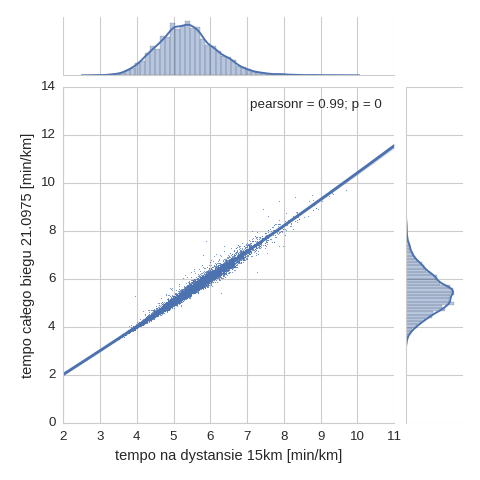 pearsonr = 0.99; p = 0
14
12
10
8
6
4
2
0
2 3 4 5 6 7 8 9 10 11
tempo całego biegu 21.0975 [min/km]
tempo na dystansie 15km [min/km]